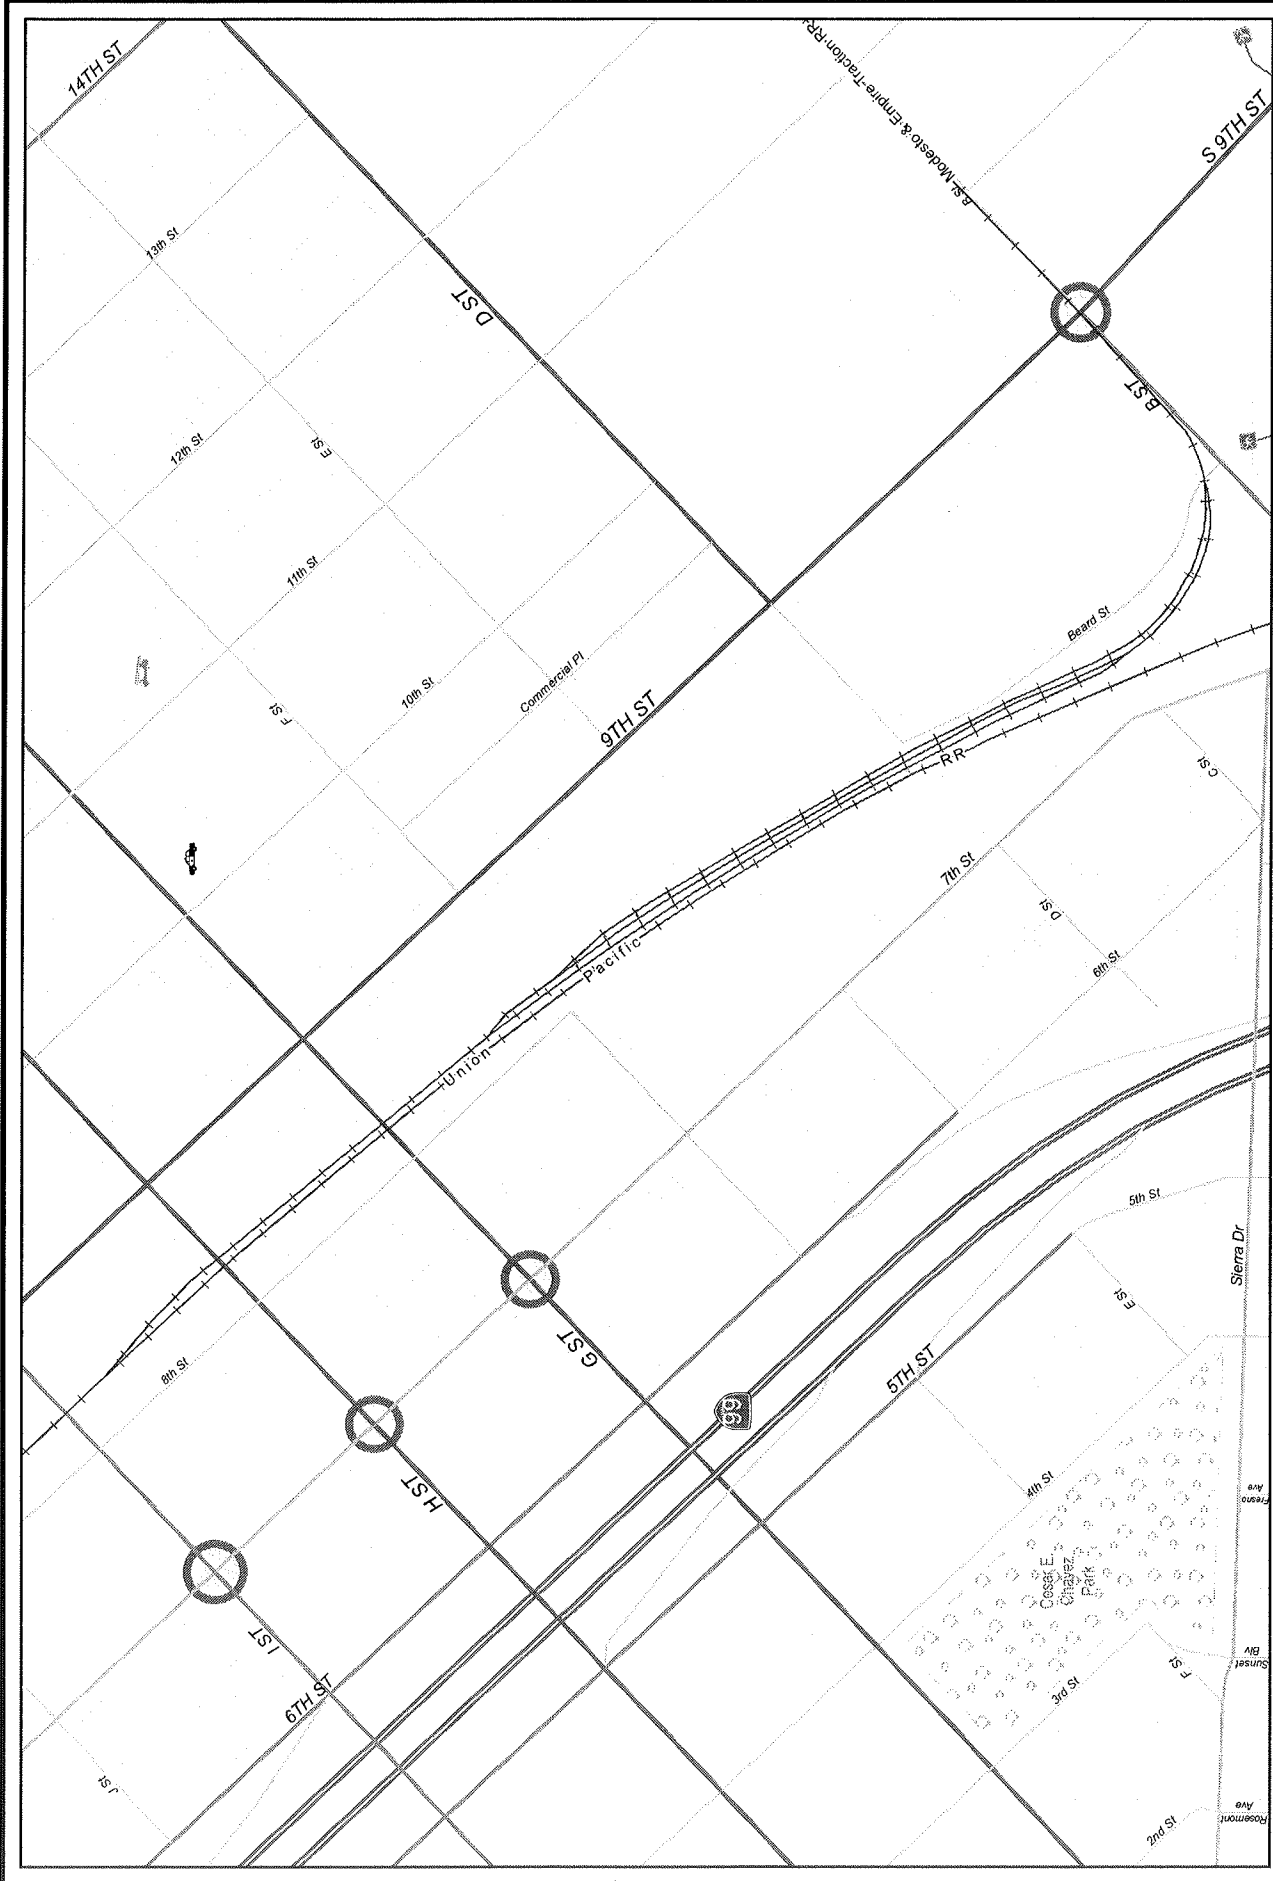 14TH ST
Modesto & Empire Traction RR
S 9TH ST
13th St
B St
D ST
12th St
E St
B ST
11th St
Beard St
10th St
Commercial Pl
F St
9TH ST
RR
C St
7th St
D St
Pacific
6th St
Union
5th St
Sierra Dr
E St
8th St
G ST
5TH ST
99
H ST
4th St
Fresno
Ave
Cesar E.
Chavez
Park
I ST
Sunset
Blv
F St
6TH ST
3rd St
J St
Rosemont
Ave
2nd St